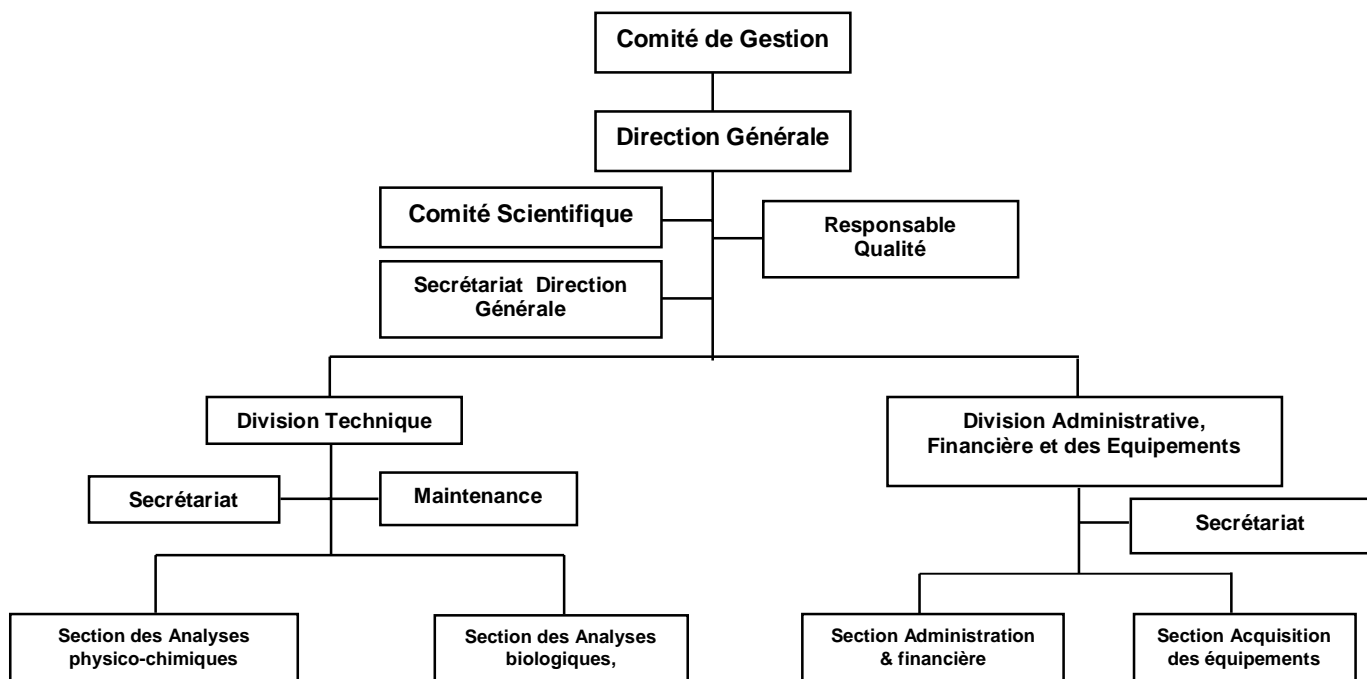 Comité de Gestion
Direction Générale
Comité Scientifique
Responsable
Qualité
Secrétariat Direction
Générale
Division Technique
Division Administrative,
Financière et des Equipements
Secrétariat
Maintenance
Secrétariat
Section des Analyses
physico-chimiques
Section des Analyses
biologiques,
Section Administration
& financière
Section Acquisition
des équipements